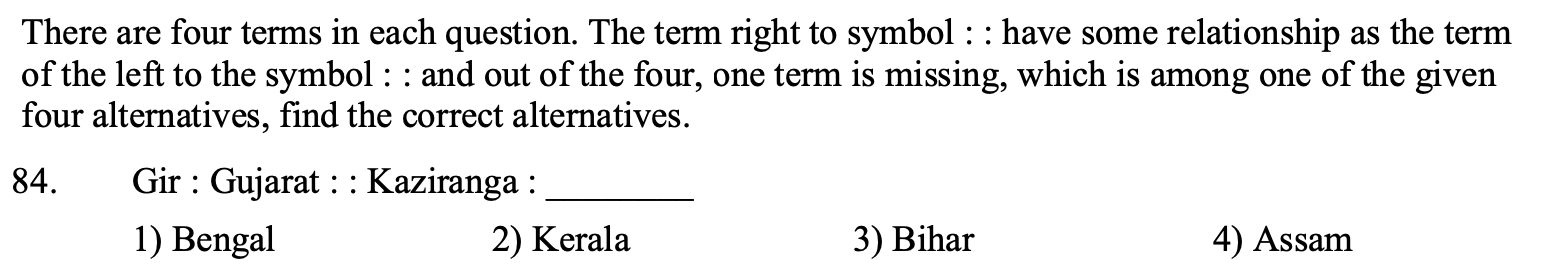 There are four terms in each question. The term right to symbol : : have some relationship as the term
of the left to the symbol : : and out of the four, one term is missing, which is among one of the given
four alternatives, find the correct alternatives.
84. Gir : Gujarat : : Kaziranga : ________
1) Bengal 2) Kerala 3) Bihar 4) Assam